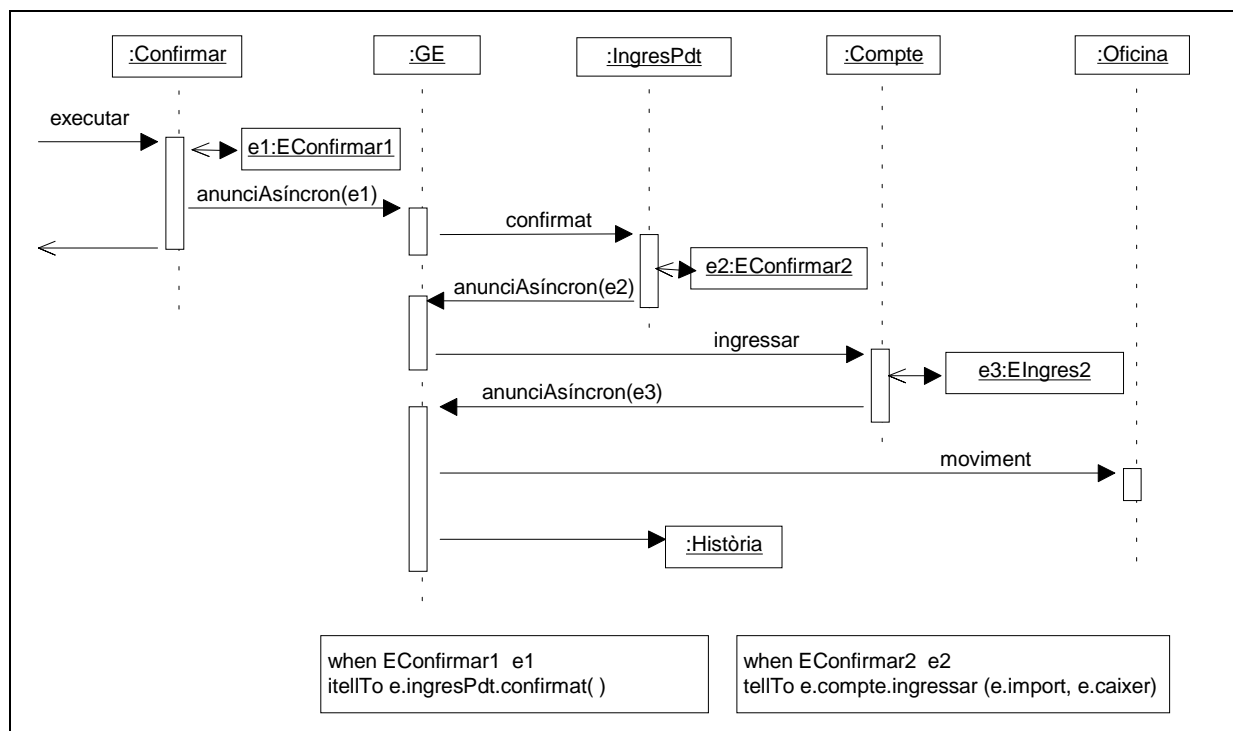 :Confirmar
:GE
:IngresPdt
:Compte
:Oficina
executar
e1:EConfirmar1
anunciAsíncron(e1)
confirmat
e2:EConfirmar2
anunciAsíncron(e2)
ingressar
e3:EIngres2
anunciAsíncron(e3)
moviment
:Història
when EConfirmar1 e1
itellTo e.ingresPdt.confirmat( )
when EConfirmar2 e2
tellTo e.compte.ingressar (e.import, e.caixer)